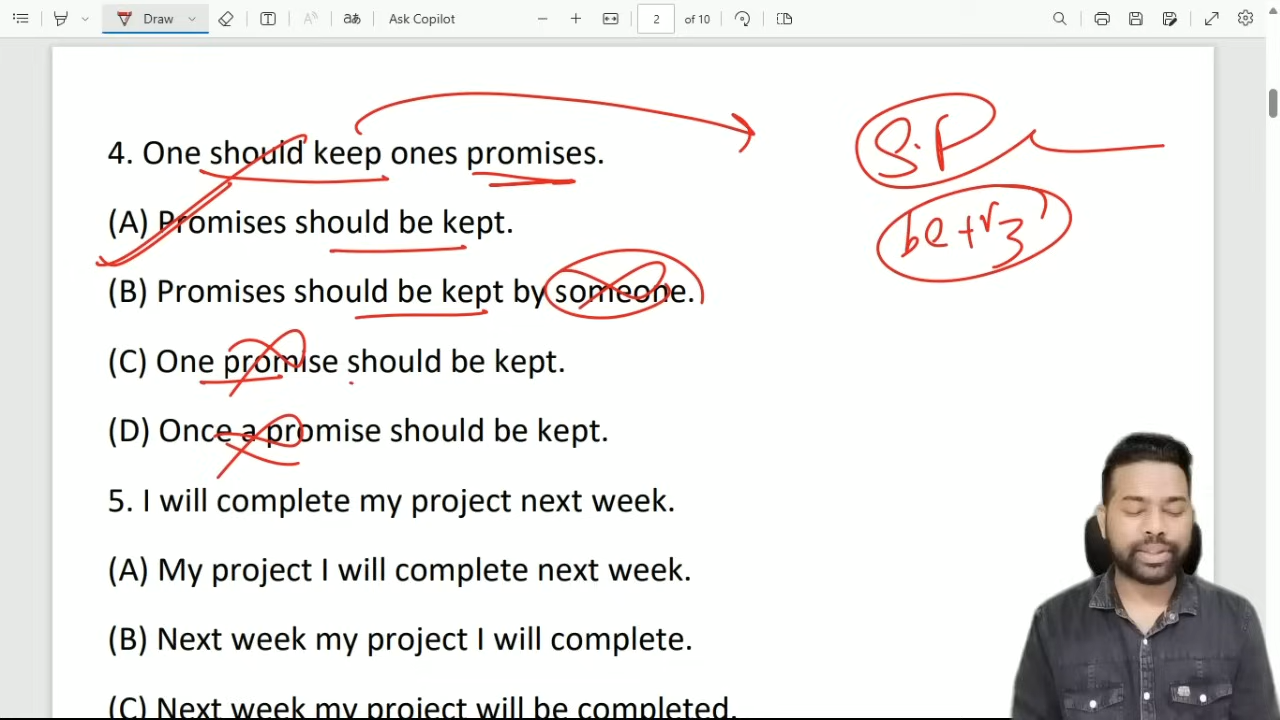 Draw
Ask Copilot
2 of 10
4. One should keep ones promises.
(A) Promises should be kept.
(B) Promises should be kept by someone.
(C) One promise should be kept.
(D) Once a promise should be kept.
5. I will complete my project next week.
(A) My project I will complete next week.
(B) Next week my project I will complete.
(C) Next week my project will be completed.
S.P
be+v3